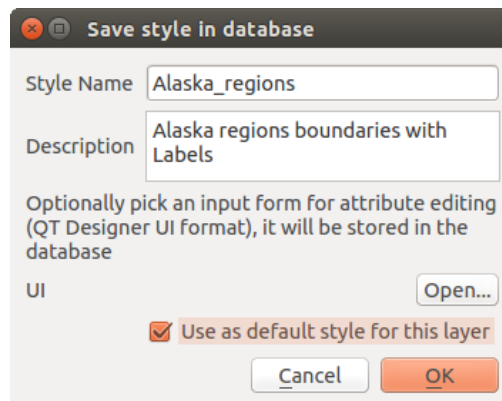 Save style in database
Style Name Alaska_regions
Description Alaska regions boundaries with
Labels
Optionally pick an input form for attribute editing
(QT Designer UI format), it will be stored in the
database
UI Open...
Use as default style for this layer
Cancel OK